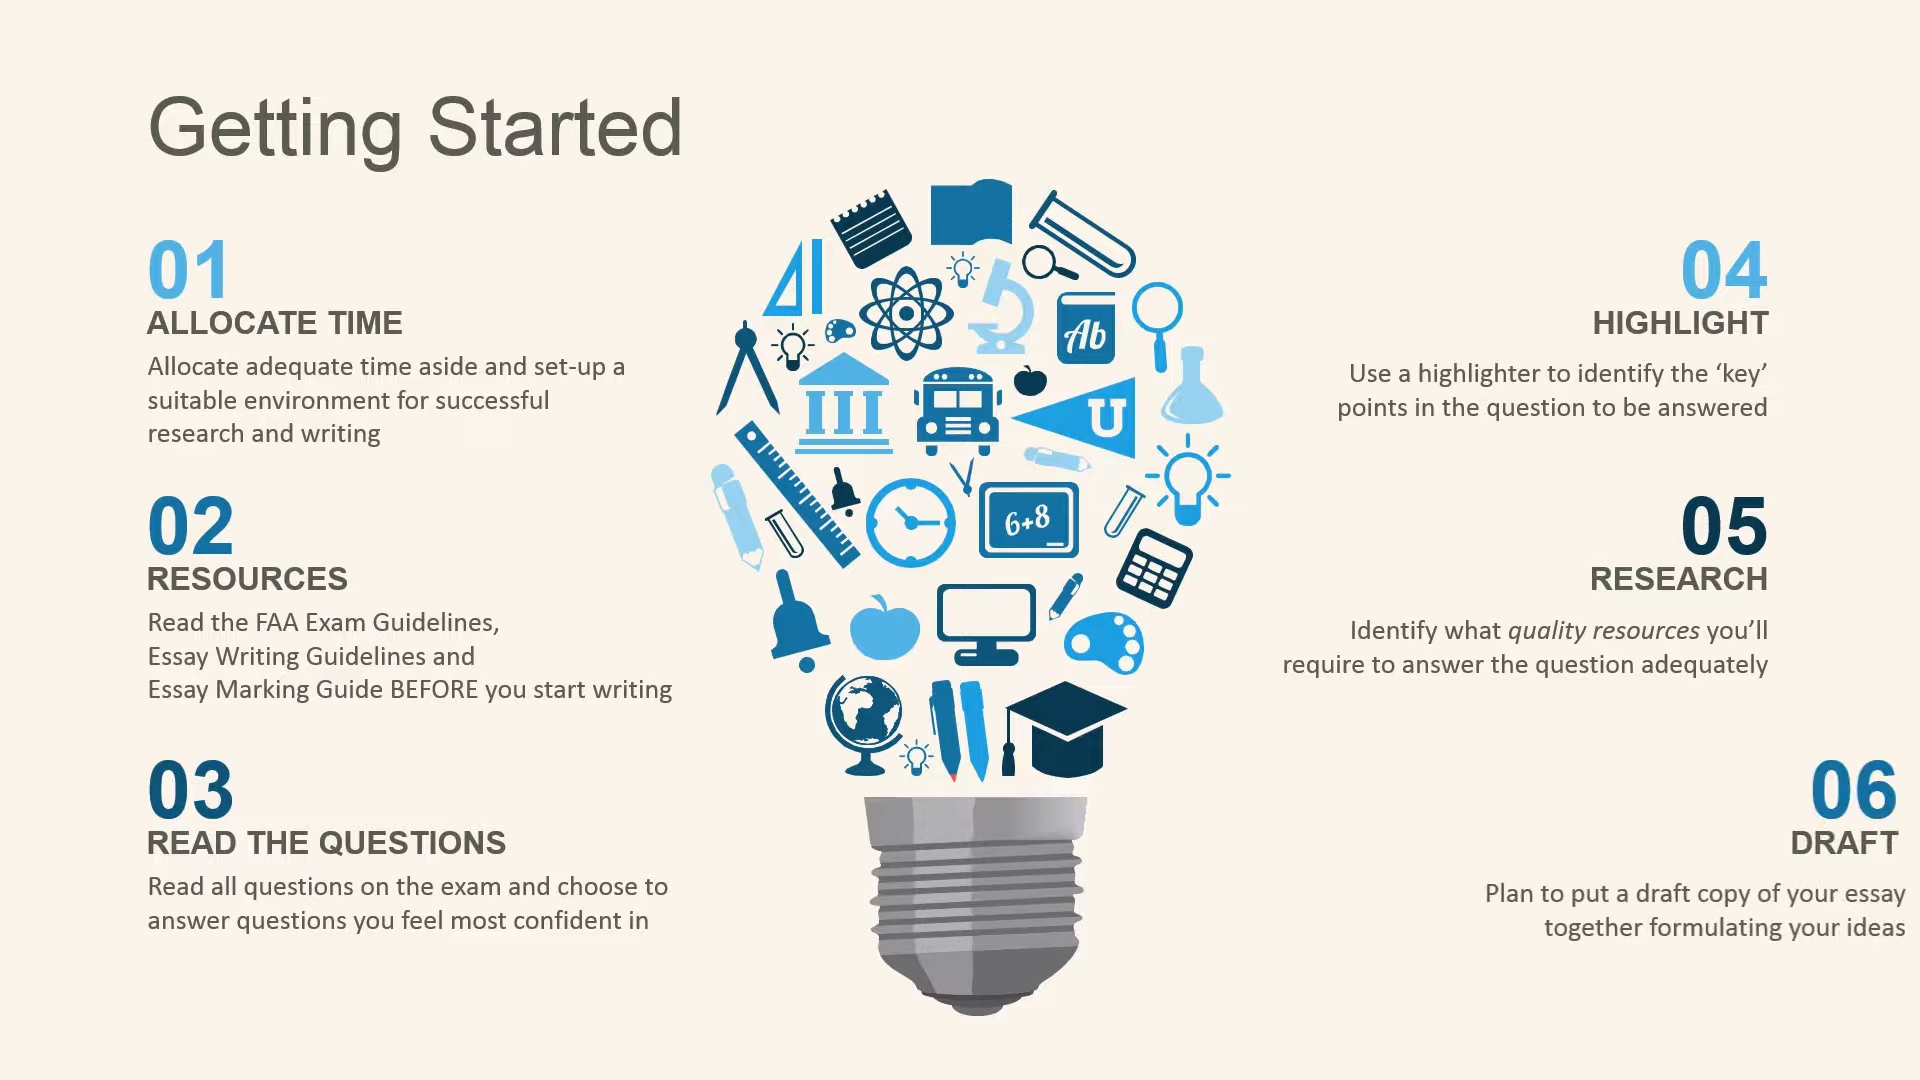 Getting Started
01
ALLOCATE TIME
Allocate adequate time aside and set-up a
suitable environment for successful
research and writing
02
RESOURCES
Read the FAA Exam Guidelines,
Essay Writing Guidelines and
Essay Marking Guide BEFORE you start writing
03
READ THE QUESTIONS
Read all questions on the exam and choose to
answer questions you feel most confident in
Ab
U
6+8
04
HIGHLIGHT
Use a highlighter to identify the ‘key’
points in the question to be answered
05
RESEARCH
Identify what quality resources you’ll
require to answer the question adequately
06
DRAFT
Plan to put a draft copy of your essay
together formulating your ideas